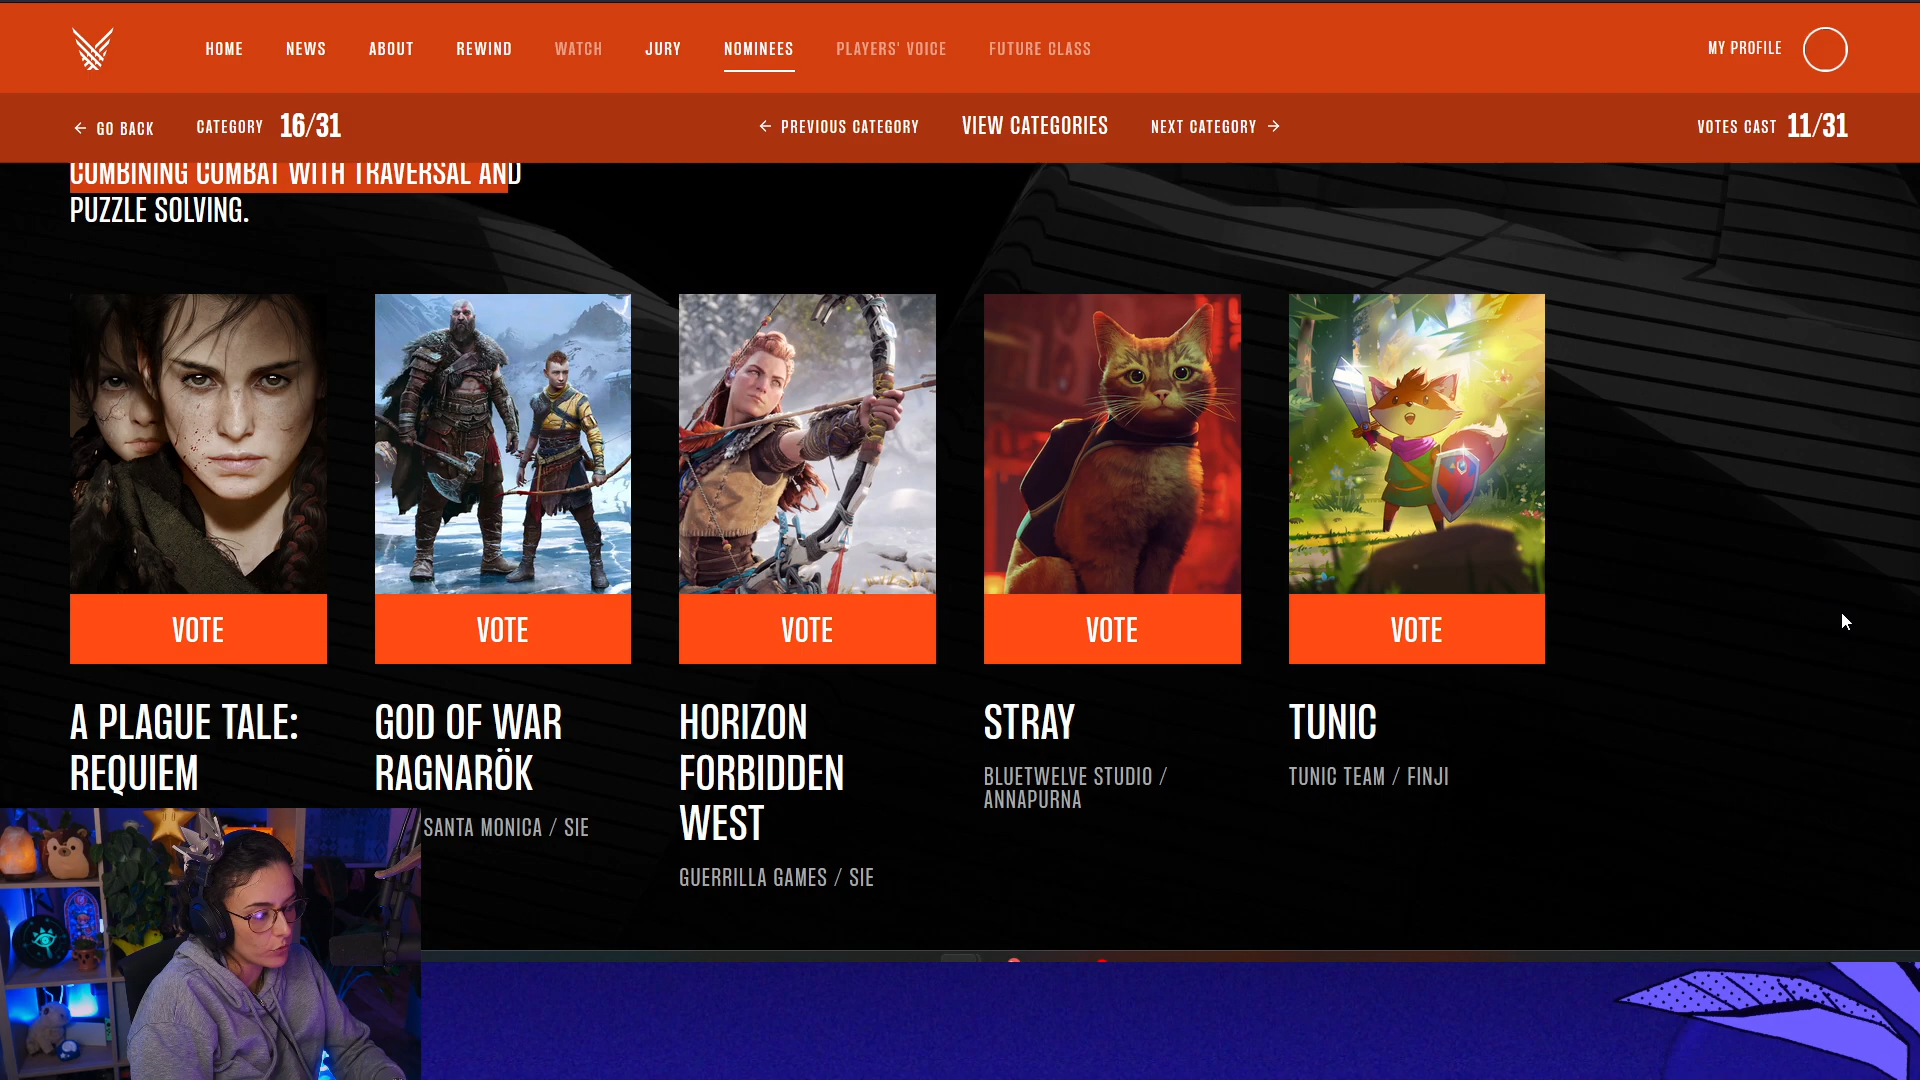 HOME NEWS ABOUT REWIND WATCH JURY NOMINEES PLAYERS' VOICE FUTURE CLASS MY PROFILE
← GO BACK CATEGORY 16/31 ← PREVIOUS CATEGORY VIEW CATEGORIES NEXT CATEGORY → VOTES CAST 11/31
COMBINING COMBAT WITH TRAVERSAL AND
PUZZLE SOLVING.
VOTE VOTE VOTE VOTE VOTE
A PLAGUE TALE:
REQUIEM
GOD OF WAR
RAGNARÖK
SANTA MONICA / SIE
HORIZON
FORBIDDEN
WEST
GUERRILLA GAMES / SIE
STRAY
BLUETWELVE STUDIO /
ANNAPURNA
TUNIC
TUNIC TEAM / FINJI